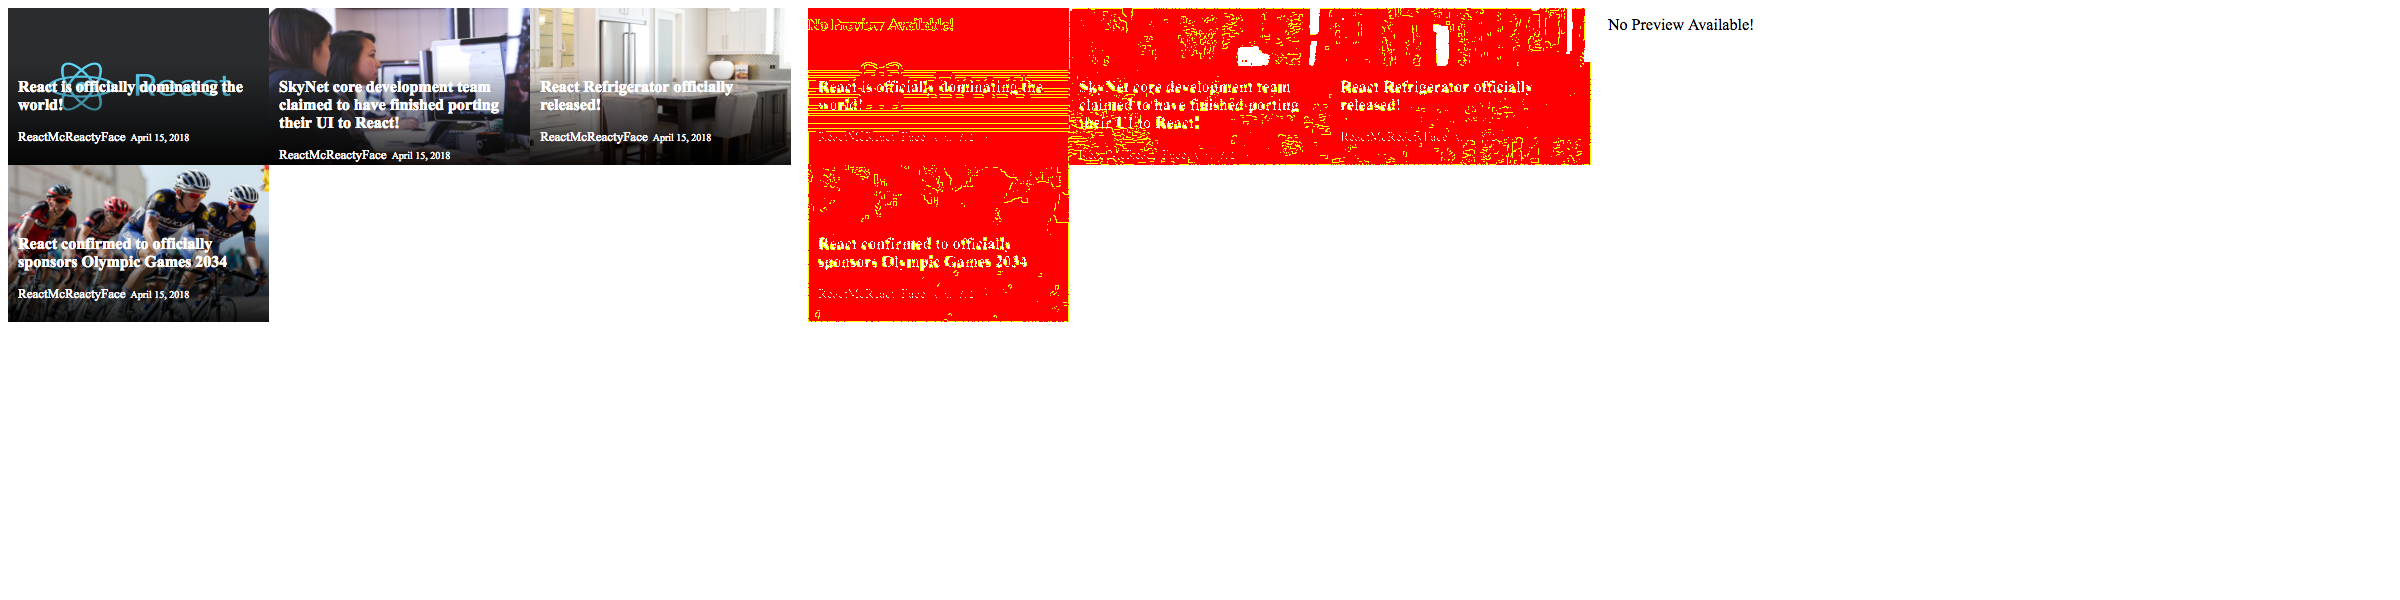 React
React is officially dominating the
world!
ReactMcReactyFace April 15, 2018
SkyNet core development team
claimed to have finished porting
their UI to React!
ReactMcReactyFace April 15, 2018
React Refrigerator officially
released!
ReactMcReactyFace April 15, 2018
React confirmed to officially
sponsors Olympic Games 2034
ReactMcReactyFace April 15, 2018
No Preview Available!
React is officially dominating the
world!
ReactMcReactyFace
SkyNet core development team
claimed to have finished porting
their UI to React!
React Refrigerator officially
released!
ReactMcReactyFace
React confirmed to officially
sponsors Olympic Games 2034
ReactMcReactyFace
No Preview Available!